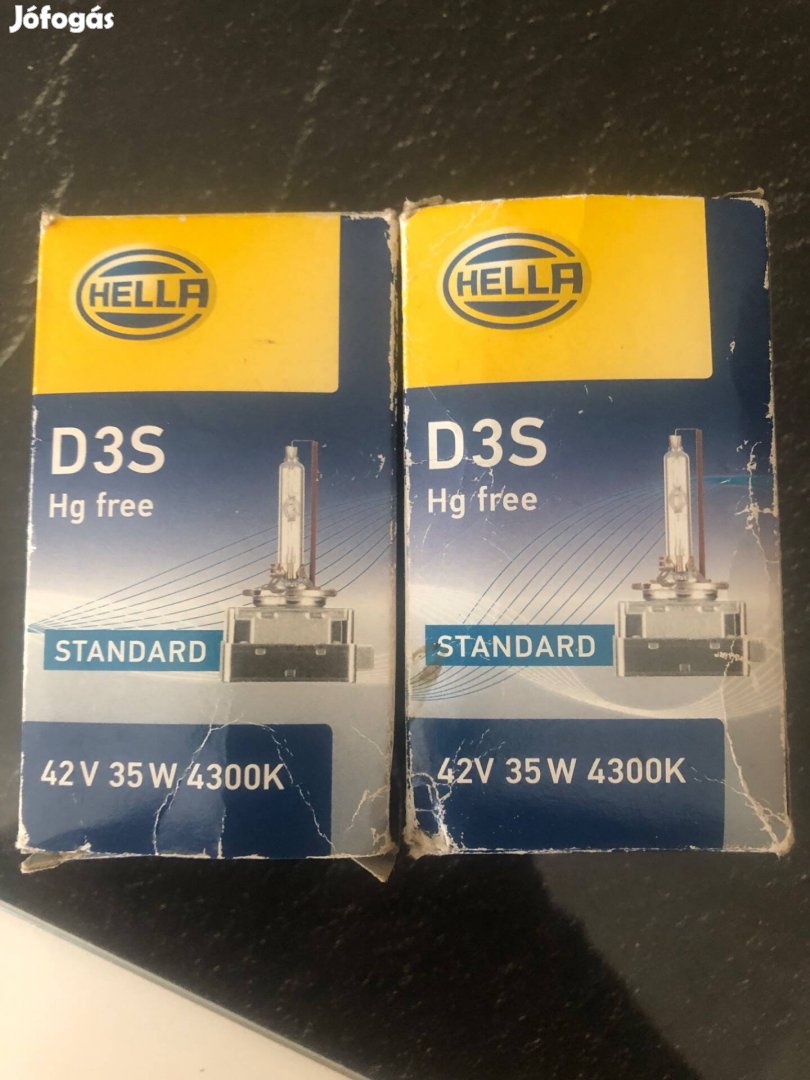 Jófogás
HELLA
D3S
Hg free
STANDARD
42V 35W 4300K
HELLA
D3S
Hg free
STANDARD
42V 35W 4300K